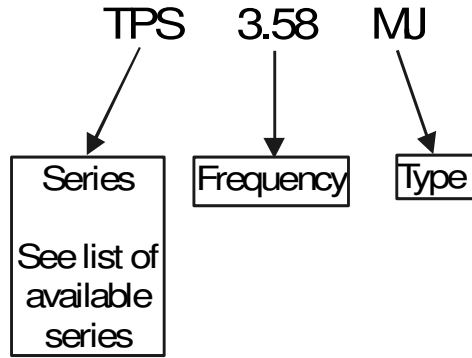 TPS 3.58 MJ
Series Frequency Type
See list of
available
series